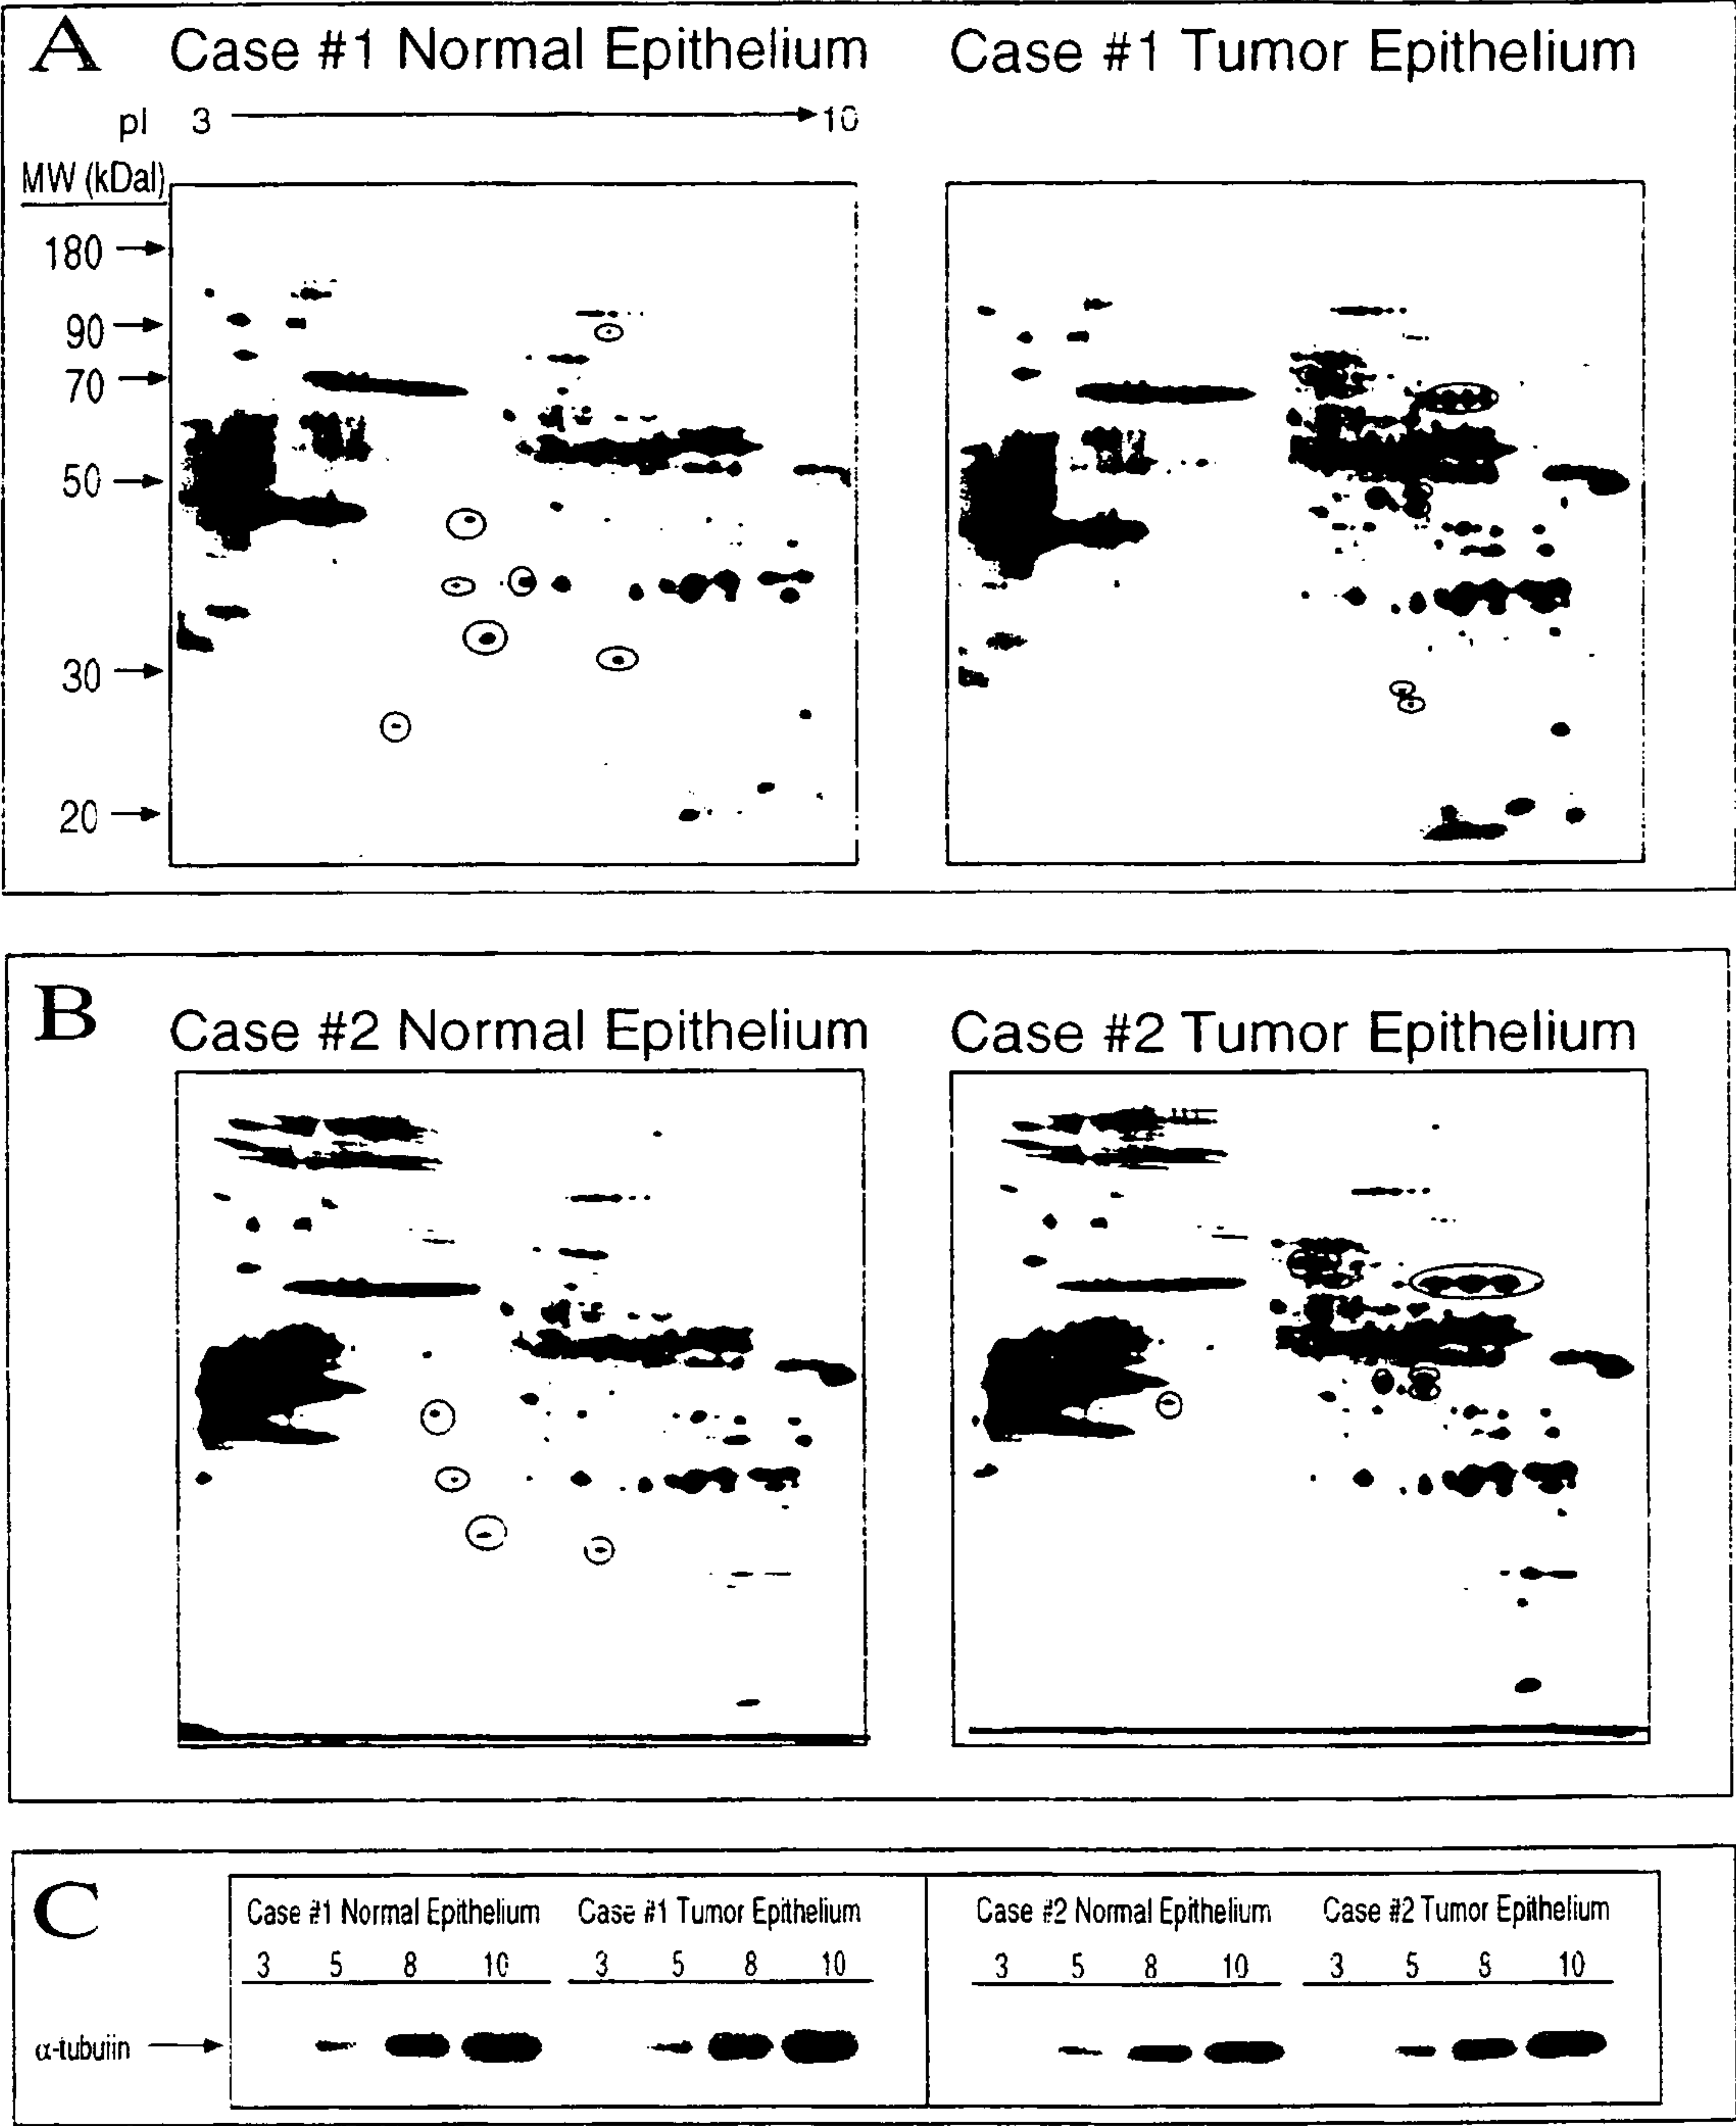 A Case #1 Normal Epithelium Case #1 Tumor Epithelium
pI 3 10
MW (kDal)
180
90
70
50
30
20
B Case #2 Normal Epithelium Case #2 Tumor Epithelium
C Case #1 Normal Epithelium Case #1 Tumor Epithelium Case #2 Normal Epithelium Case #2 Tumor Epithelium
3 5 8 10 3 5 8 10 3 5 8 10 3 5 8 10
α-tubulin